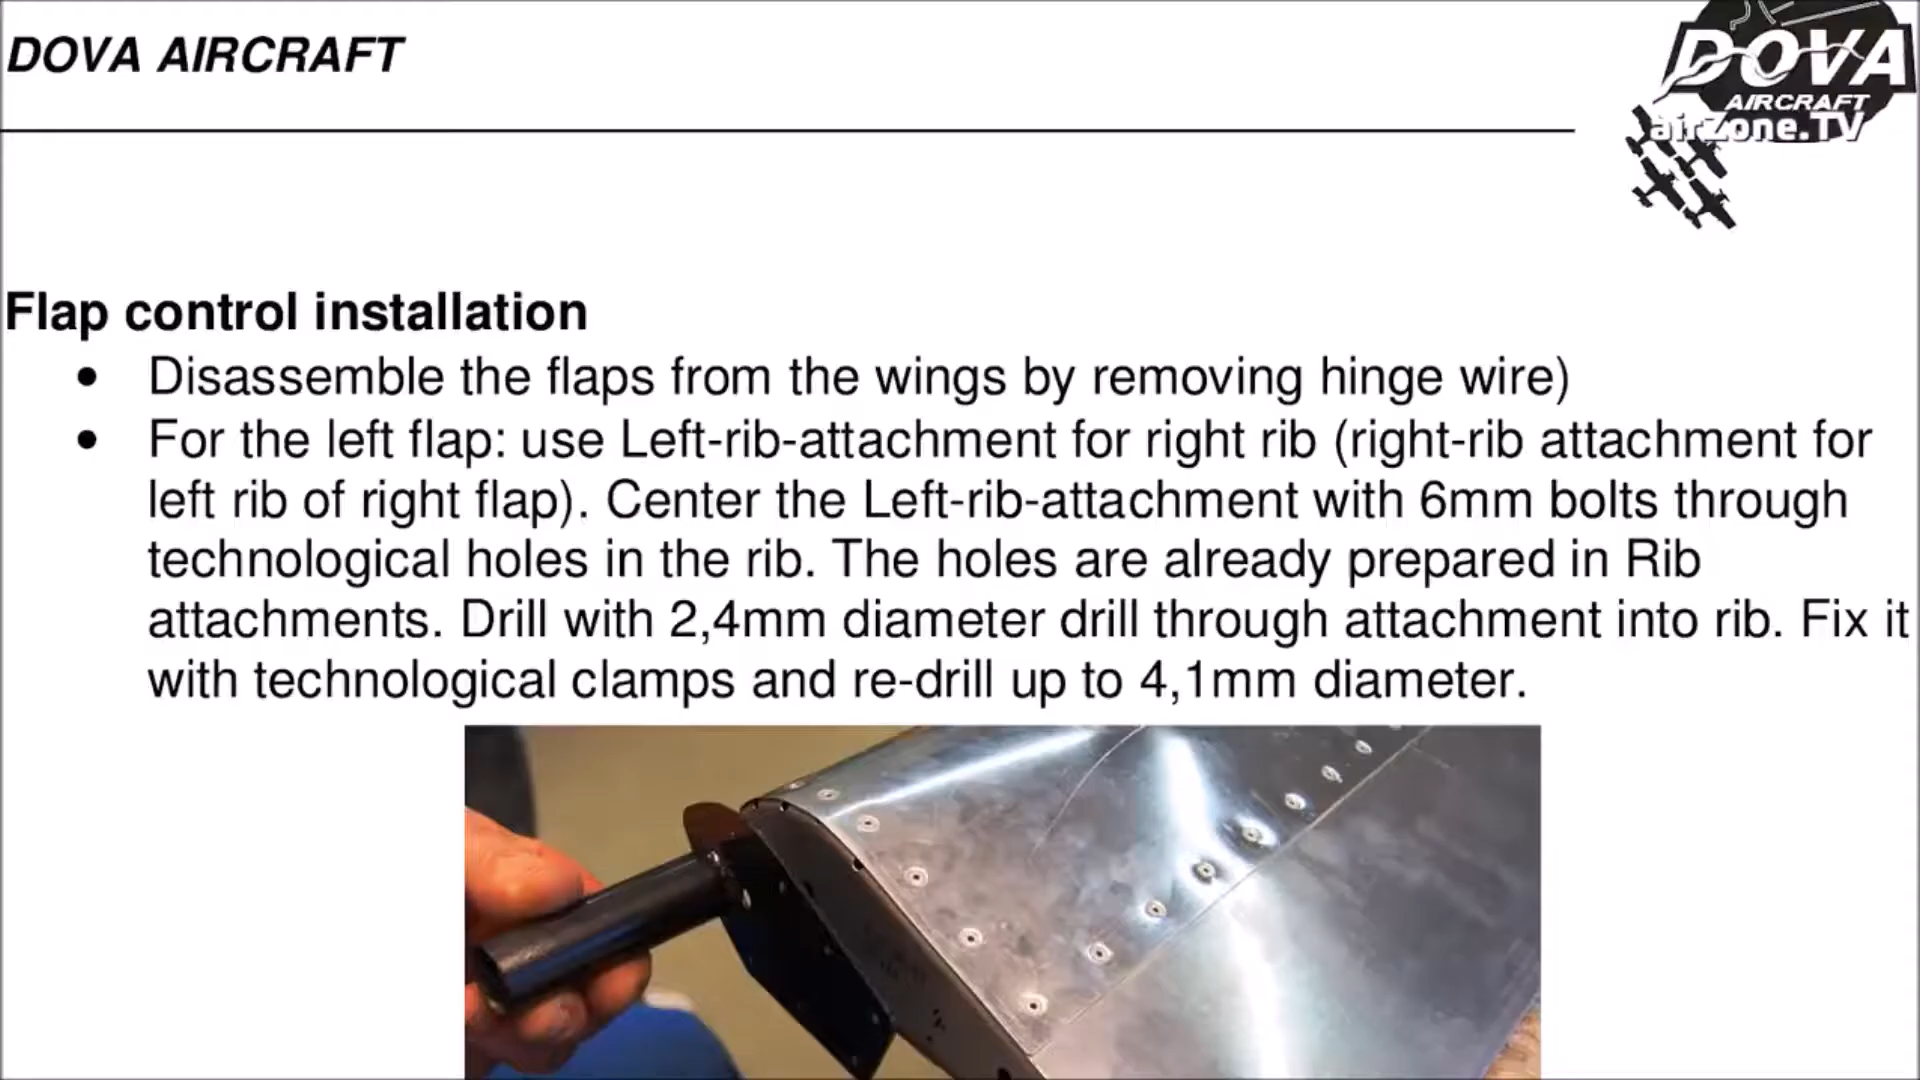 DOVA AIRCRAFT
DOVA
AIRCRAFT
airZone.TV
Flap control installation
• Disassemble the flaps from the wings by removing hinge wire)
• For the left flap: use Left-rib-attachment for right rib (right-rib attachment for
left rib of right flap). Center the Left-rib-attachment with 6mm bolts through
technological holes in the rib. The holes are already prepared in Rib
attachments. Drill with 2,4mm diameter drill through attachment into rib. Fix it
with technological clamps and re-drill up to 4,1mm diameter.